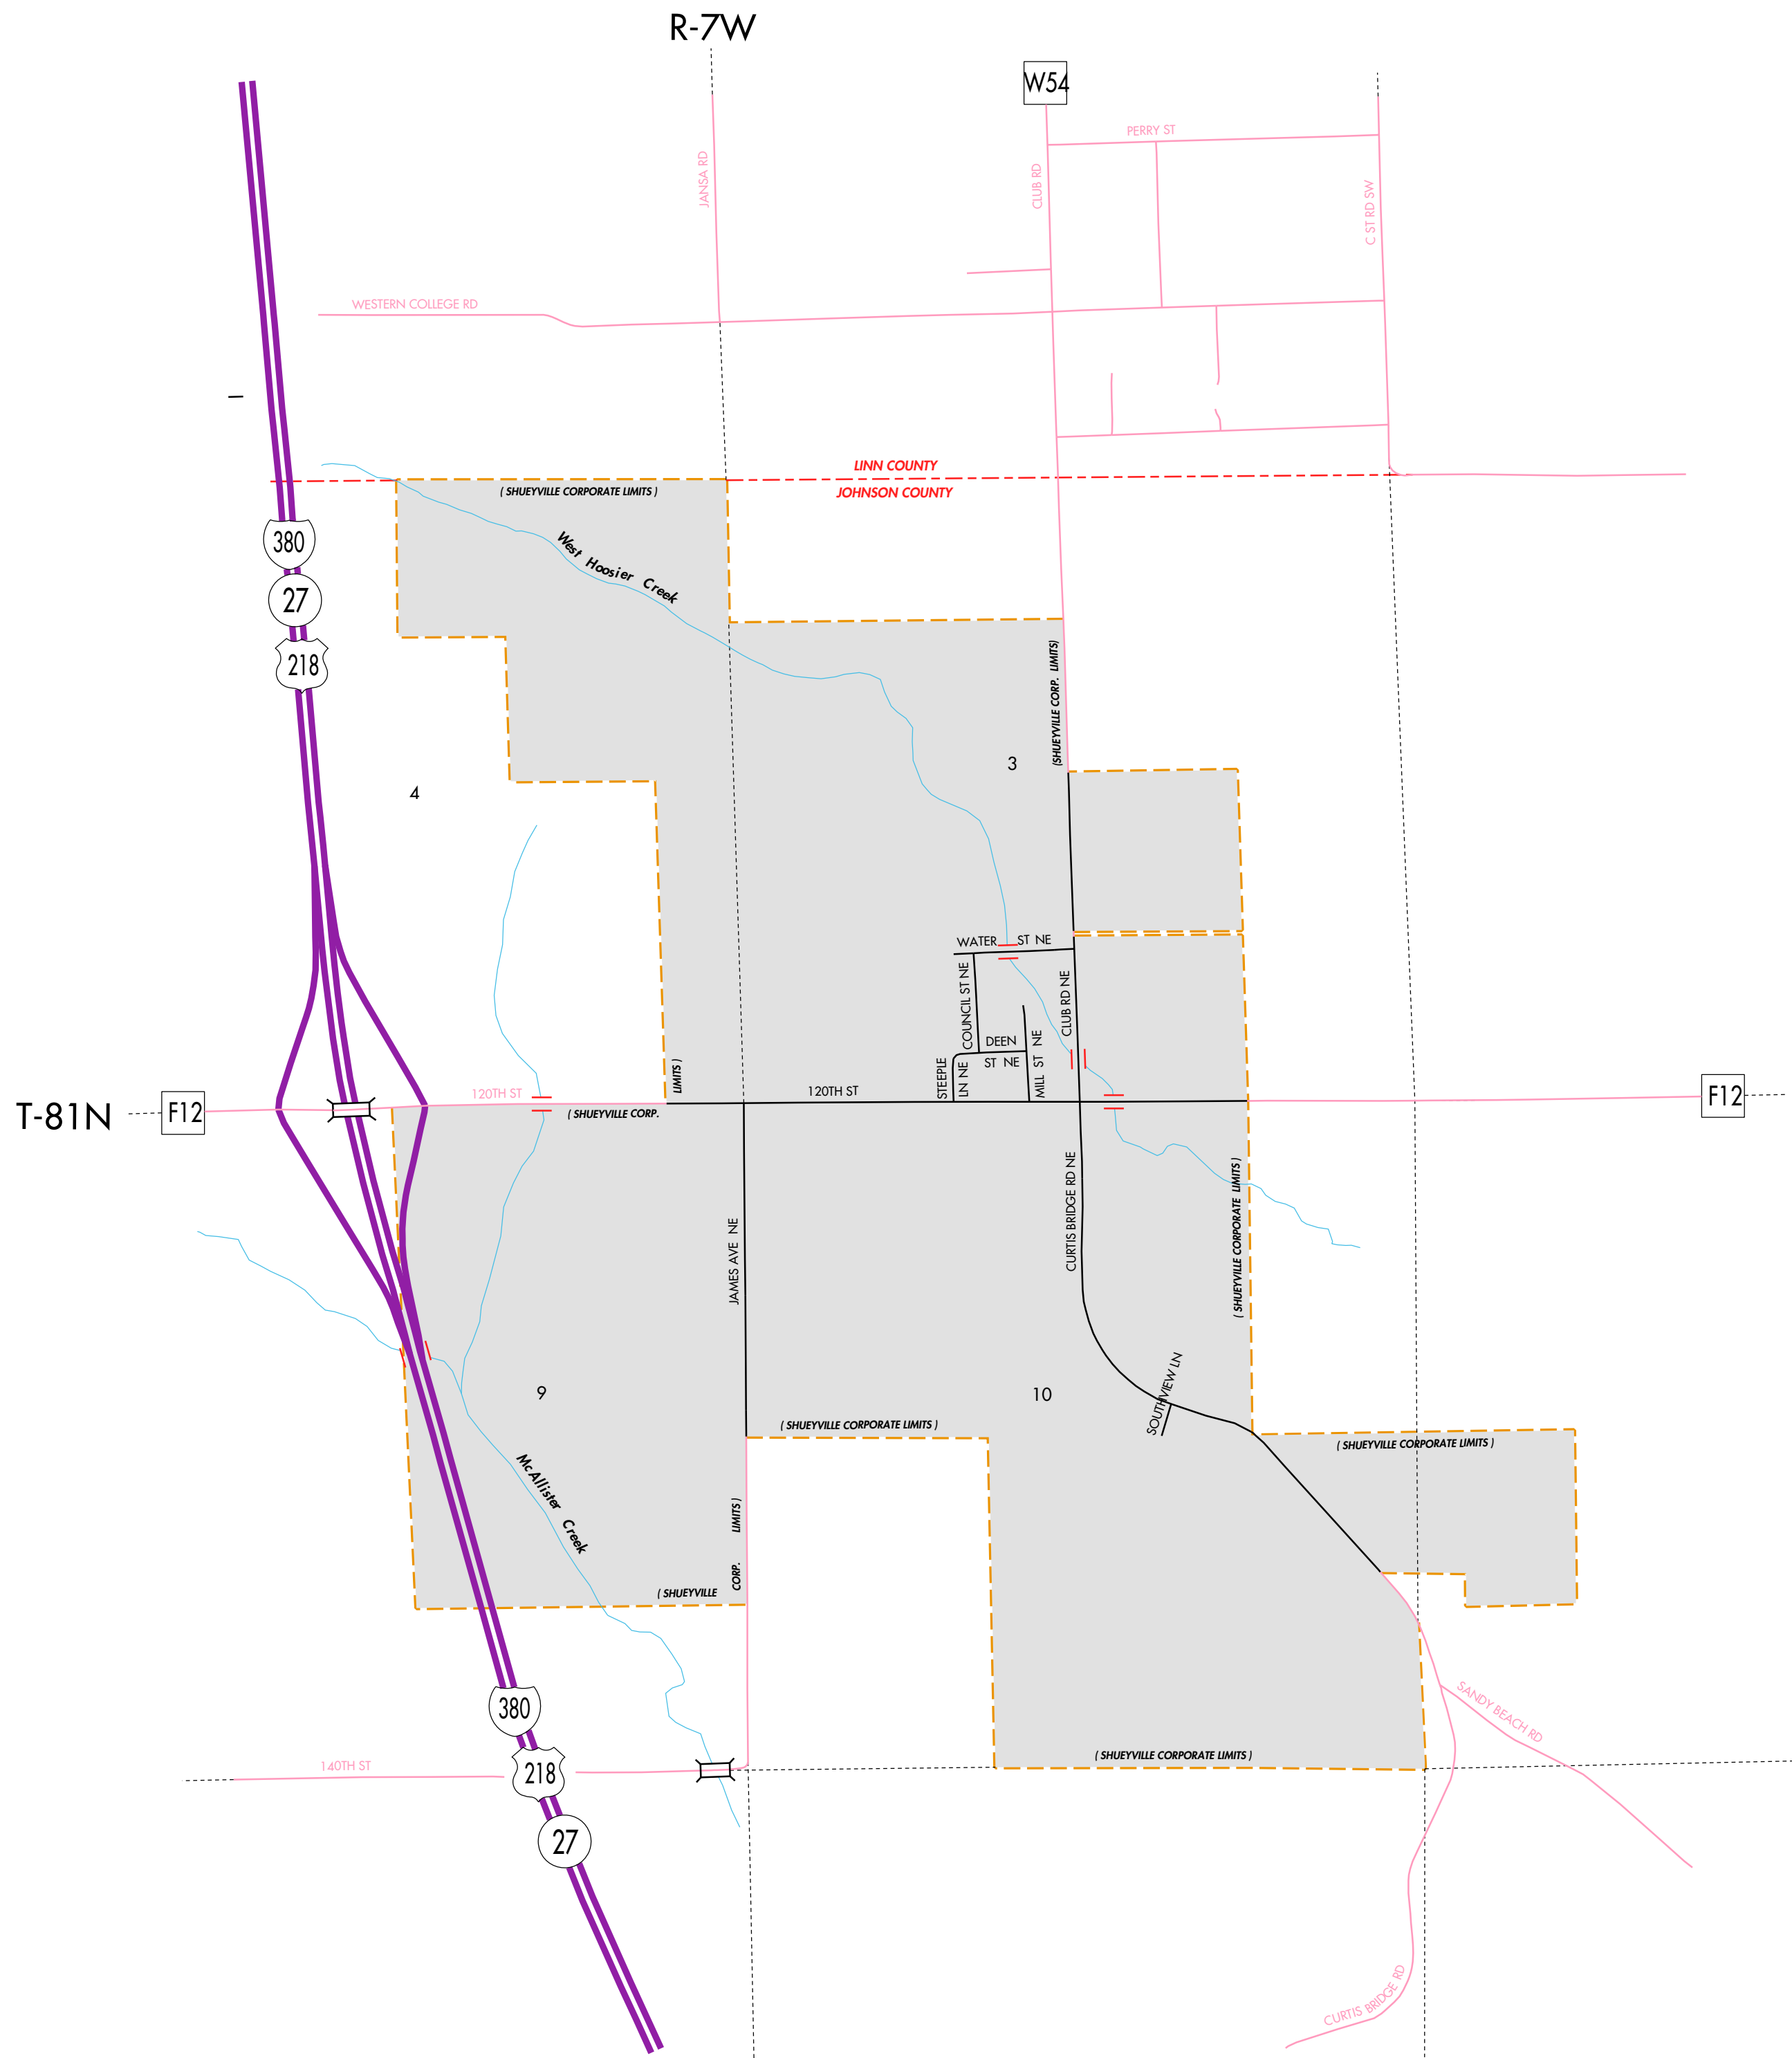 R-7W
W54
PERRY ST
JANSA RD
CLUB RD
C ST RD SW
WESTERN COLLEGE RD
LINN COUNTY
( SHUEYVILLE CORPORATE LIMITS )
JOHNSON COUNTY
380
West Hoosier Creek
27
218
(SHUEYVILLE CORP. LIMITS)
3
4
WATER ST NE
COUNCIL ST NE
CLUB RD NE
DEEN
ST NE
MILL ST NE
STEEPLE
LN NE
LIMITS )
120TH ST
120TH ST
F12
F12
T-81N
( SHUEYVILLE CORP.
CURTIS BRIDGE RD NE
( SHUEYVILLE CORPORATE LIMITS )
JAMES AVE NE
9
10
SOUTHVIEW LN
( SHUEYVILLE CORPORATE LIMITS )
( SHUEYVILLE CORPORATE LIMITS )
McAllister Creek
( SHUEYVILLE
CORP. LIMITS )
380
SANDY BEACH RD
( SHUEYVILLE CORPORATE LIMITS )
140TH ST
218
27
CURTIS BRIDGE RD